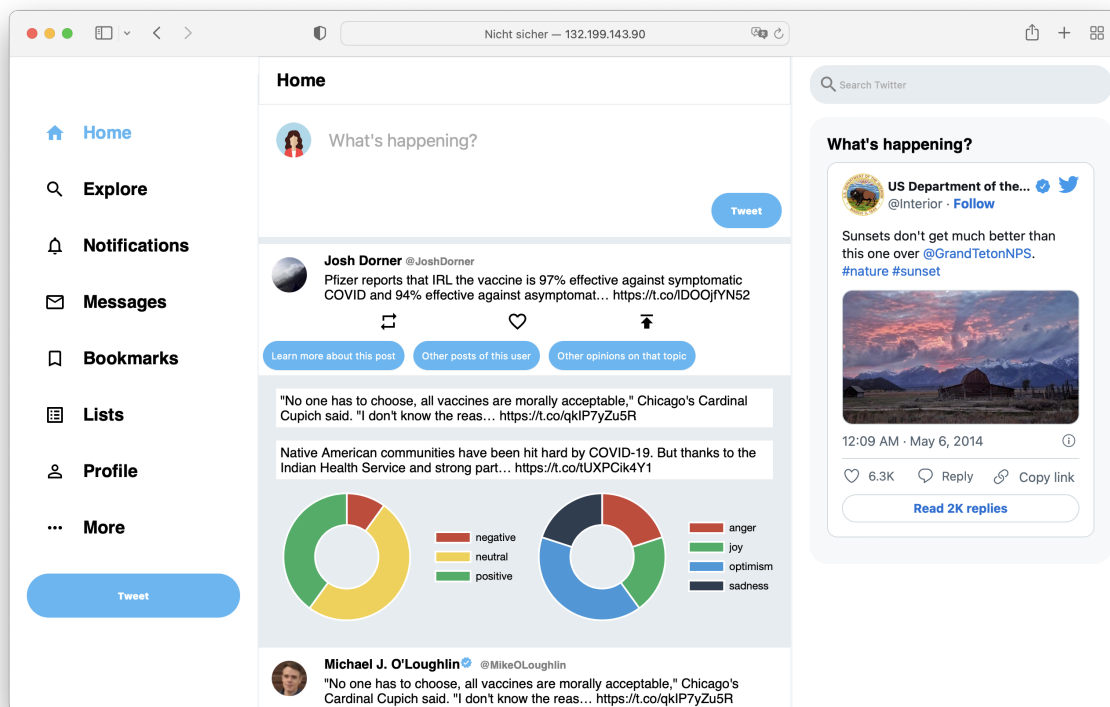 Nicht sicher — 132.199.143.90
Home
Explore
Notifications
Messages
Bookmarks
Lists
Profile
More
Tweet
Home
What's happening?
Tweet
Josh Dorner @JoshDorner
Pfizer reports that IRL the vaccine is 97% effective against symptomatic
COVID and 94% effective against asymptomat… https://t.co/lDOOjfYN52
Learn more about this post
Other posts of this user
Other opinions on that topic
"No one has to choose, all vaccines are morally acceptable," Chicago's Cardinal
Cupich said. "I don't know the reas… https://t.co/qkIP7yZu5R
Native American communities have been hit hard by COVID-19. But thanks to the
Indian Health Service and strong part… https://t.co/tUXPCik4Y1
negative
neutral
positive
anger
joy
optimism
sadness
Michael J. O'Loughlin @MikeOLoughlin
"No one has to choose, all vaccines are morally acceptable," Chicago's
Cardinal Cupich said. "I don't know the reas… https://t.co/qkIP7yZu5R
Search Twitter
What's happening?
US Department of the...
@Interior · Follow
Sunsets don't get much better than
this one over @GrandTetonNPS.
#nature #sunset
12:09 AM · May 6, 2014
6.3K Reply Copy link
Read 2K replies